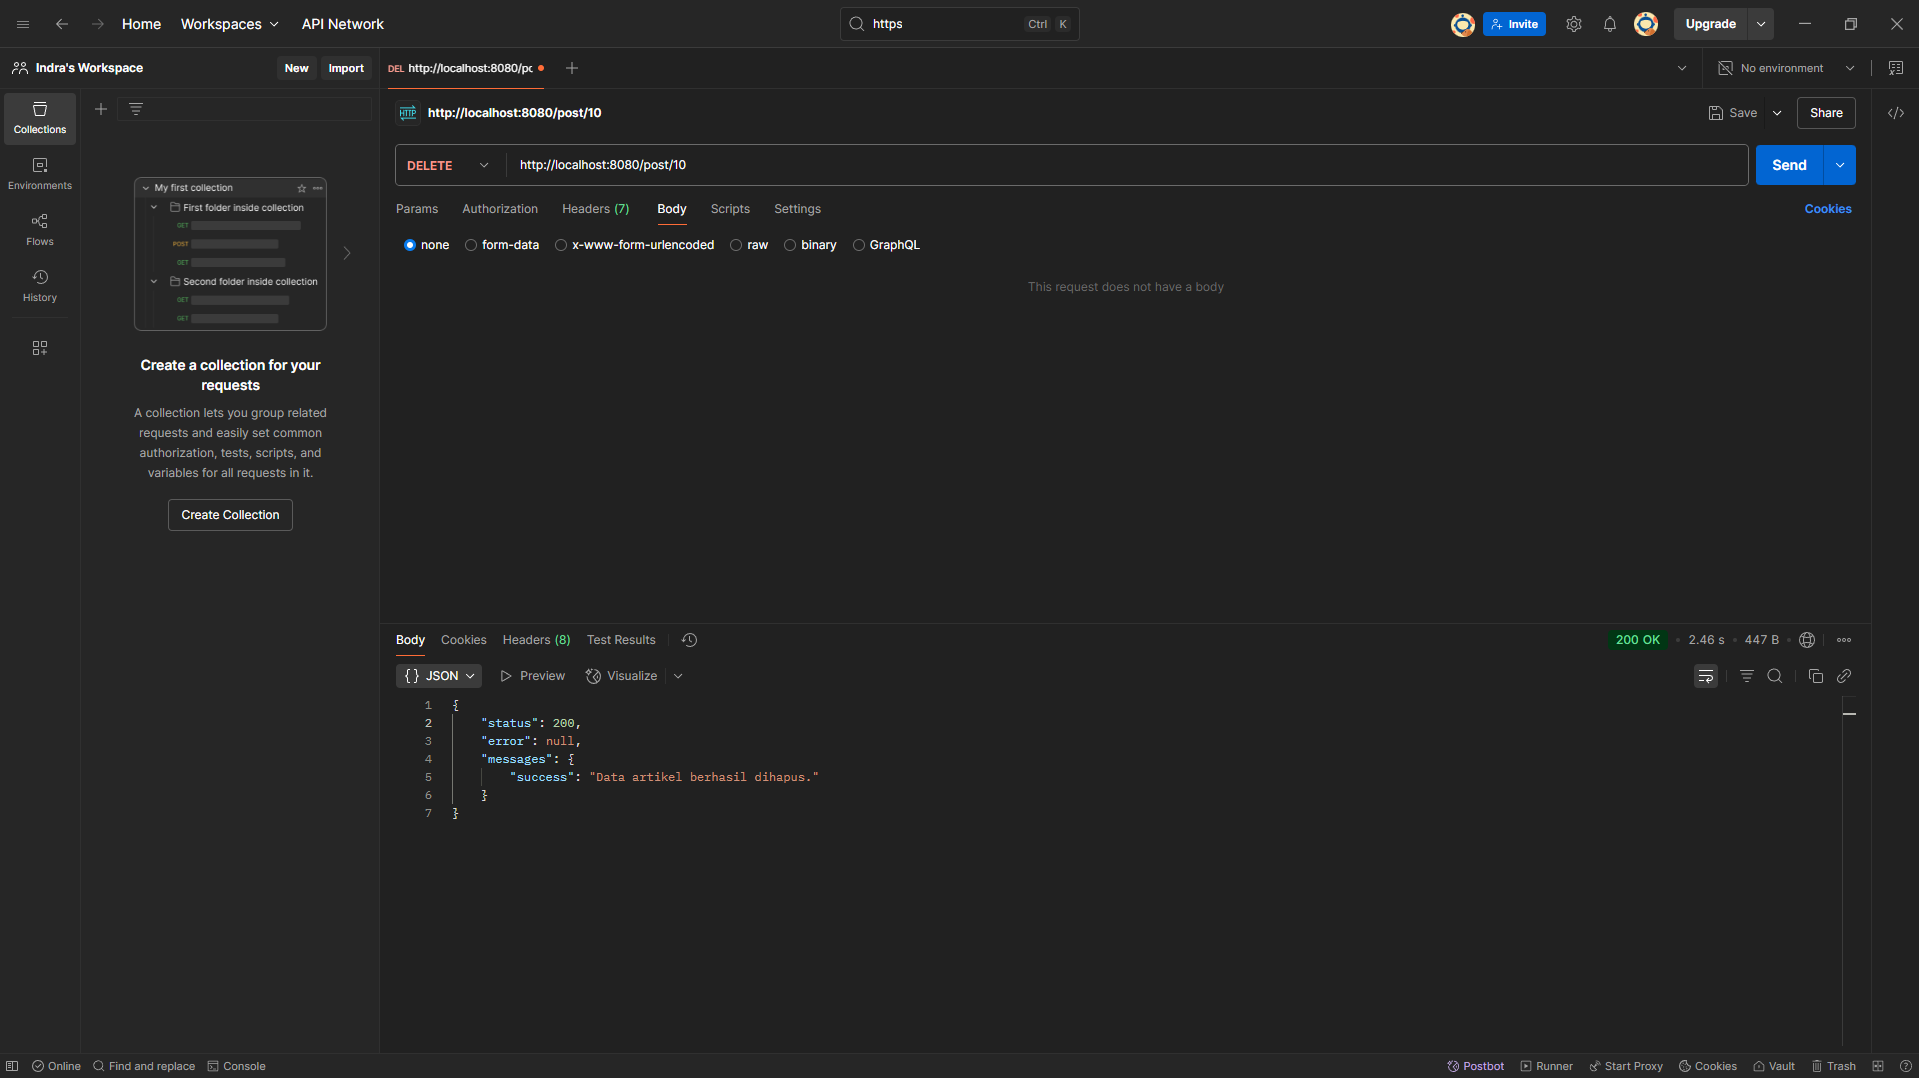 Home
Workspaces
API Network
https
Ctrl K
Invite
Upgrade
Indra's Workspace
New
Import
DEL http://localhost:8080/pc
No environment
Collections
Environments
Flows
History
My first collection
First folder inside collection
GET
POST
GET
Second folder inside collection
GET
GET
Create a collection for your
requests
A collection lets you group related
requests and easily set common
authorization, tests, scripts, and
variables for all requests in it.
Create Collection
HTTP http://localhost:8080/post/10
Save
Share
DELETE
http://localhost:8080/post/10
Send
Params
Authorization
Headers (7)
Body
Scripts
Settings
Cookies
none
form-data
x-www-form-urlencoded
raw
binary
GraphQL
This request does not have a body
Body
Cookies
Headers (8)
Test Results
200 OK
2.46 s
447 B
{} JSON
Preview
Visualize
1 {
2 "status": 200,
3 "error": null,
4 "messages": {
5 "success": "Data artikel berhasil dihapus."
6 }
7 }
Online
Find and replace
Console
Postbot
Runner
Start Proxy
Cookies
Vault
Trash